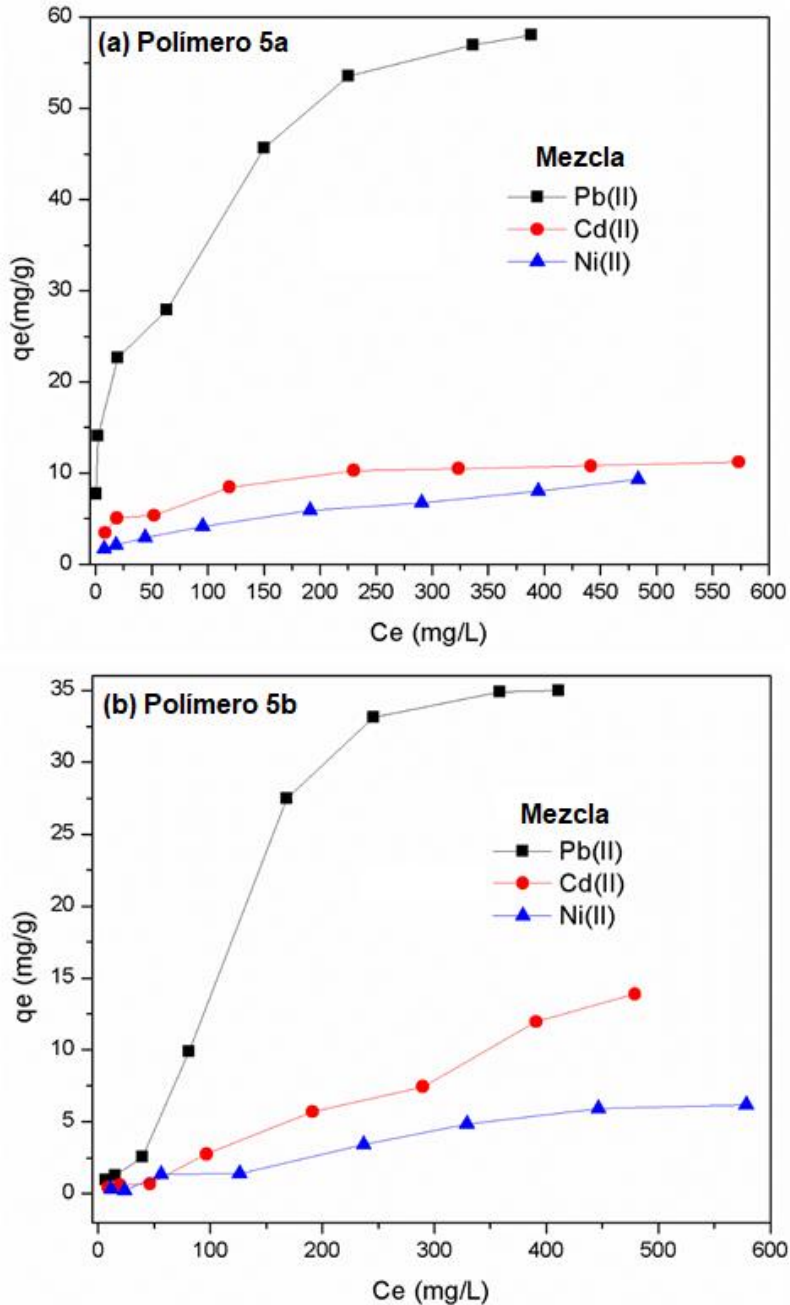 (a) Polímero 5a
Mezcla
Pb(II)
Cd(II)
Ni(II)
qe(mg/g)
60
50
40
30
20
10
0
0 50 100 150 200 250 300 350 400 450 500 550 600
Ce (mg/L)
(b) Polímero 5b
Mezcla
Pb(II)
Cd(II)
Ni(II)
qe (mg/g)
35
30
25
20
15
10
5
0
0 100 200 300 400 500 600
Ce (mg/L)